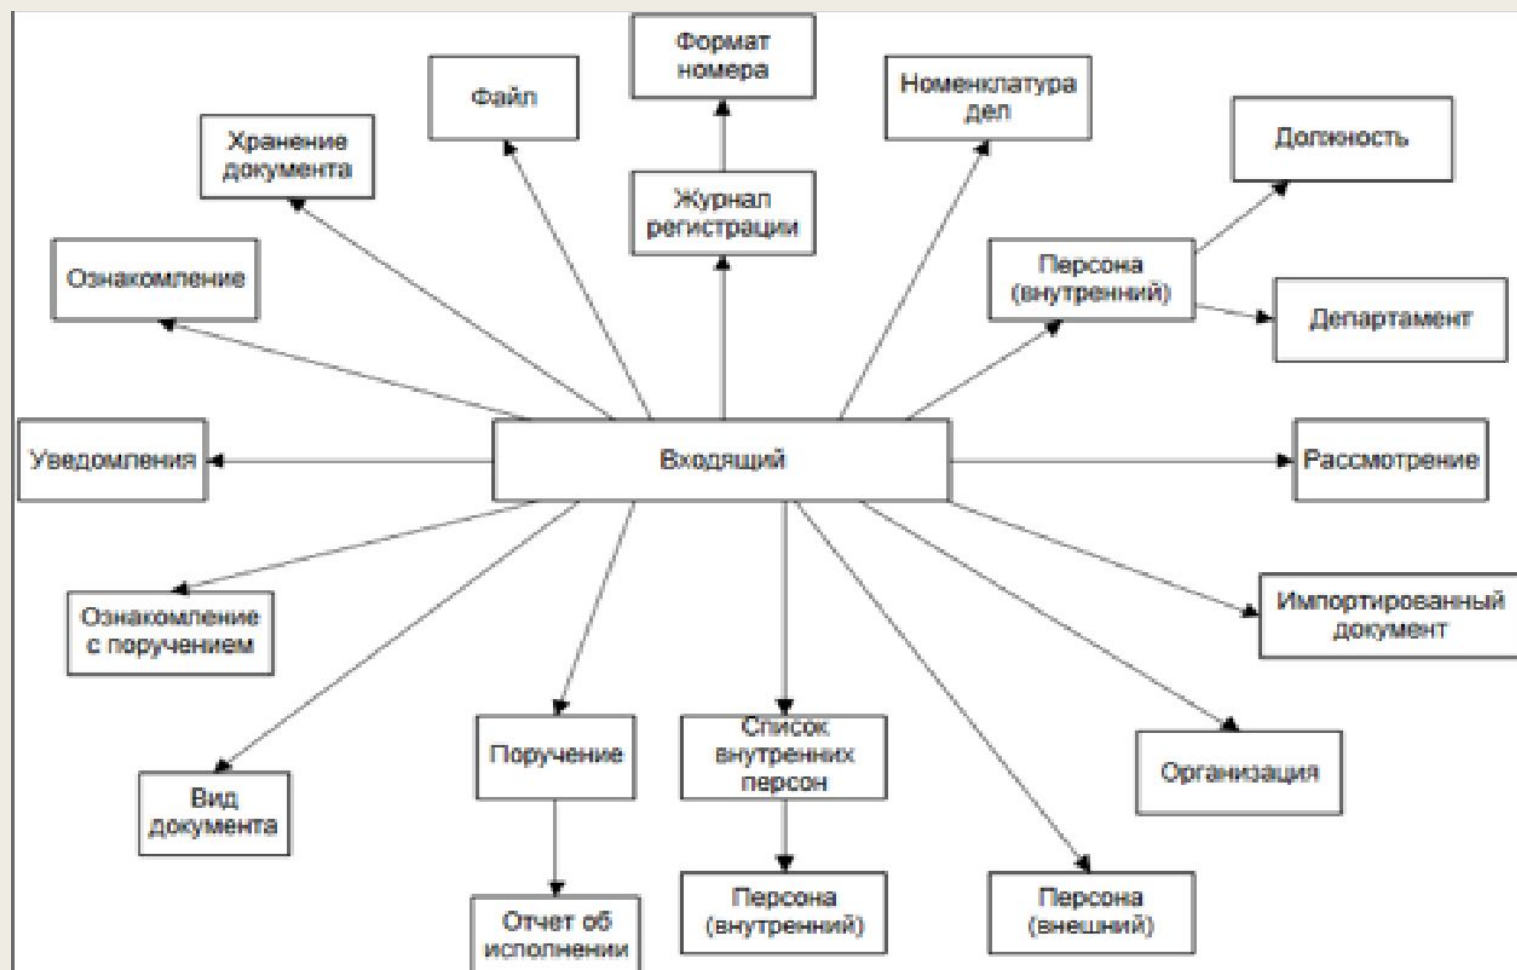 Формат
номера
Номенклатура
дел
Файл
Должность
Хранение
документа
Журнал
регистрации
Персона
(внутренний)
Ознакомление
Департамент
Уведомления
Входящий
Рассмотрение
Ознакомление
с поручением
Импортированный
документ
Поручение
Список
внутренних
персон
Организация
Вид
документа
Отчет об
исполнении
Персона
(внутренний)
Персона
(внешний)